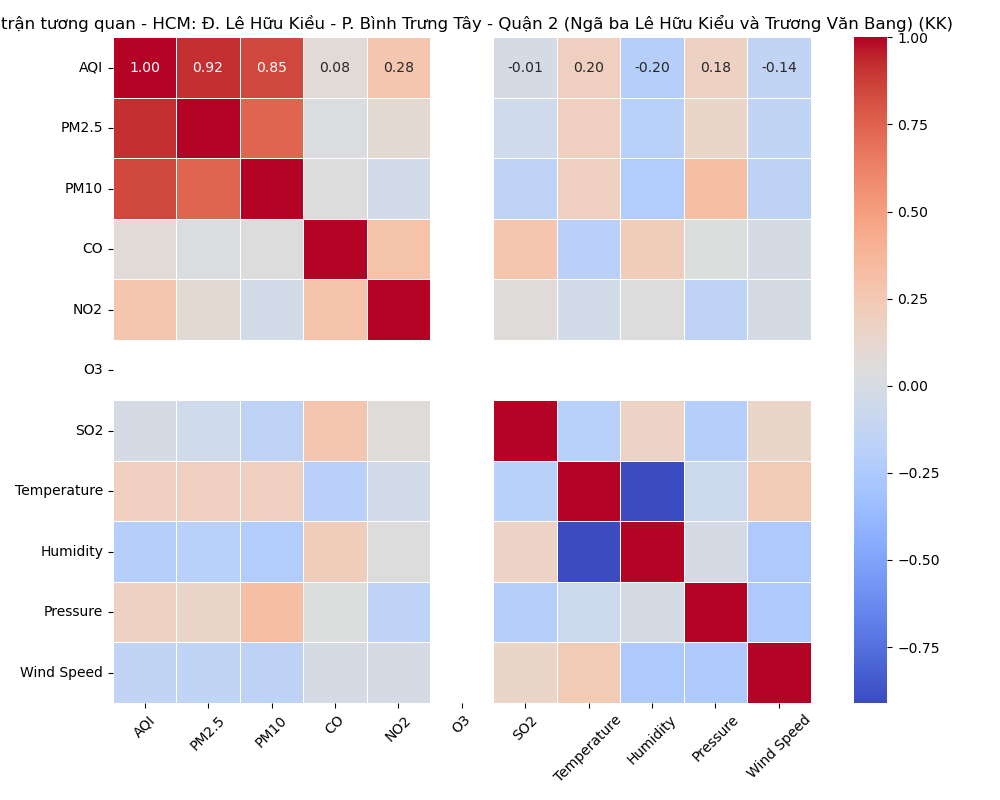 trận tương quan - HCM: Đ. Lê Hữu Kiều - P. Bình Trưng Tây - Quận 2 (Ngã ba Lê Hữu Kiểu và Trương Văn Bang) (KK)
AQI 1.00 0.92 0.85 0.08 0.28 -0.01 0.20 -0.20 0.18 -0.14
PM2.5
PM10
CO
NO2
O3
SO2
Temperature
Humidity
Pressure
Wind Speed
AQI PM2.5 PM10 CO NO2 O3 SO2 Temperature Humidity Pressure Wind Speed
1.00
0.75
0.50
0.25
0.00
−0.25
−0.50
−0.75